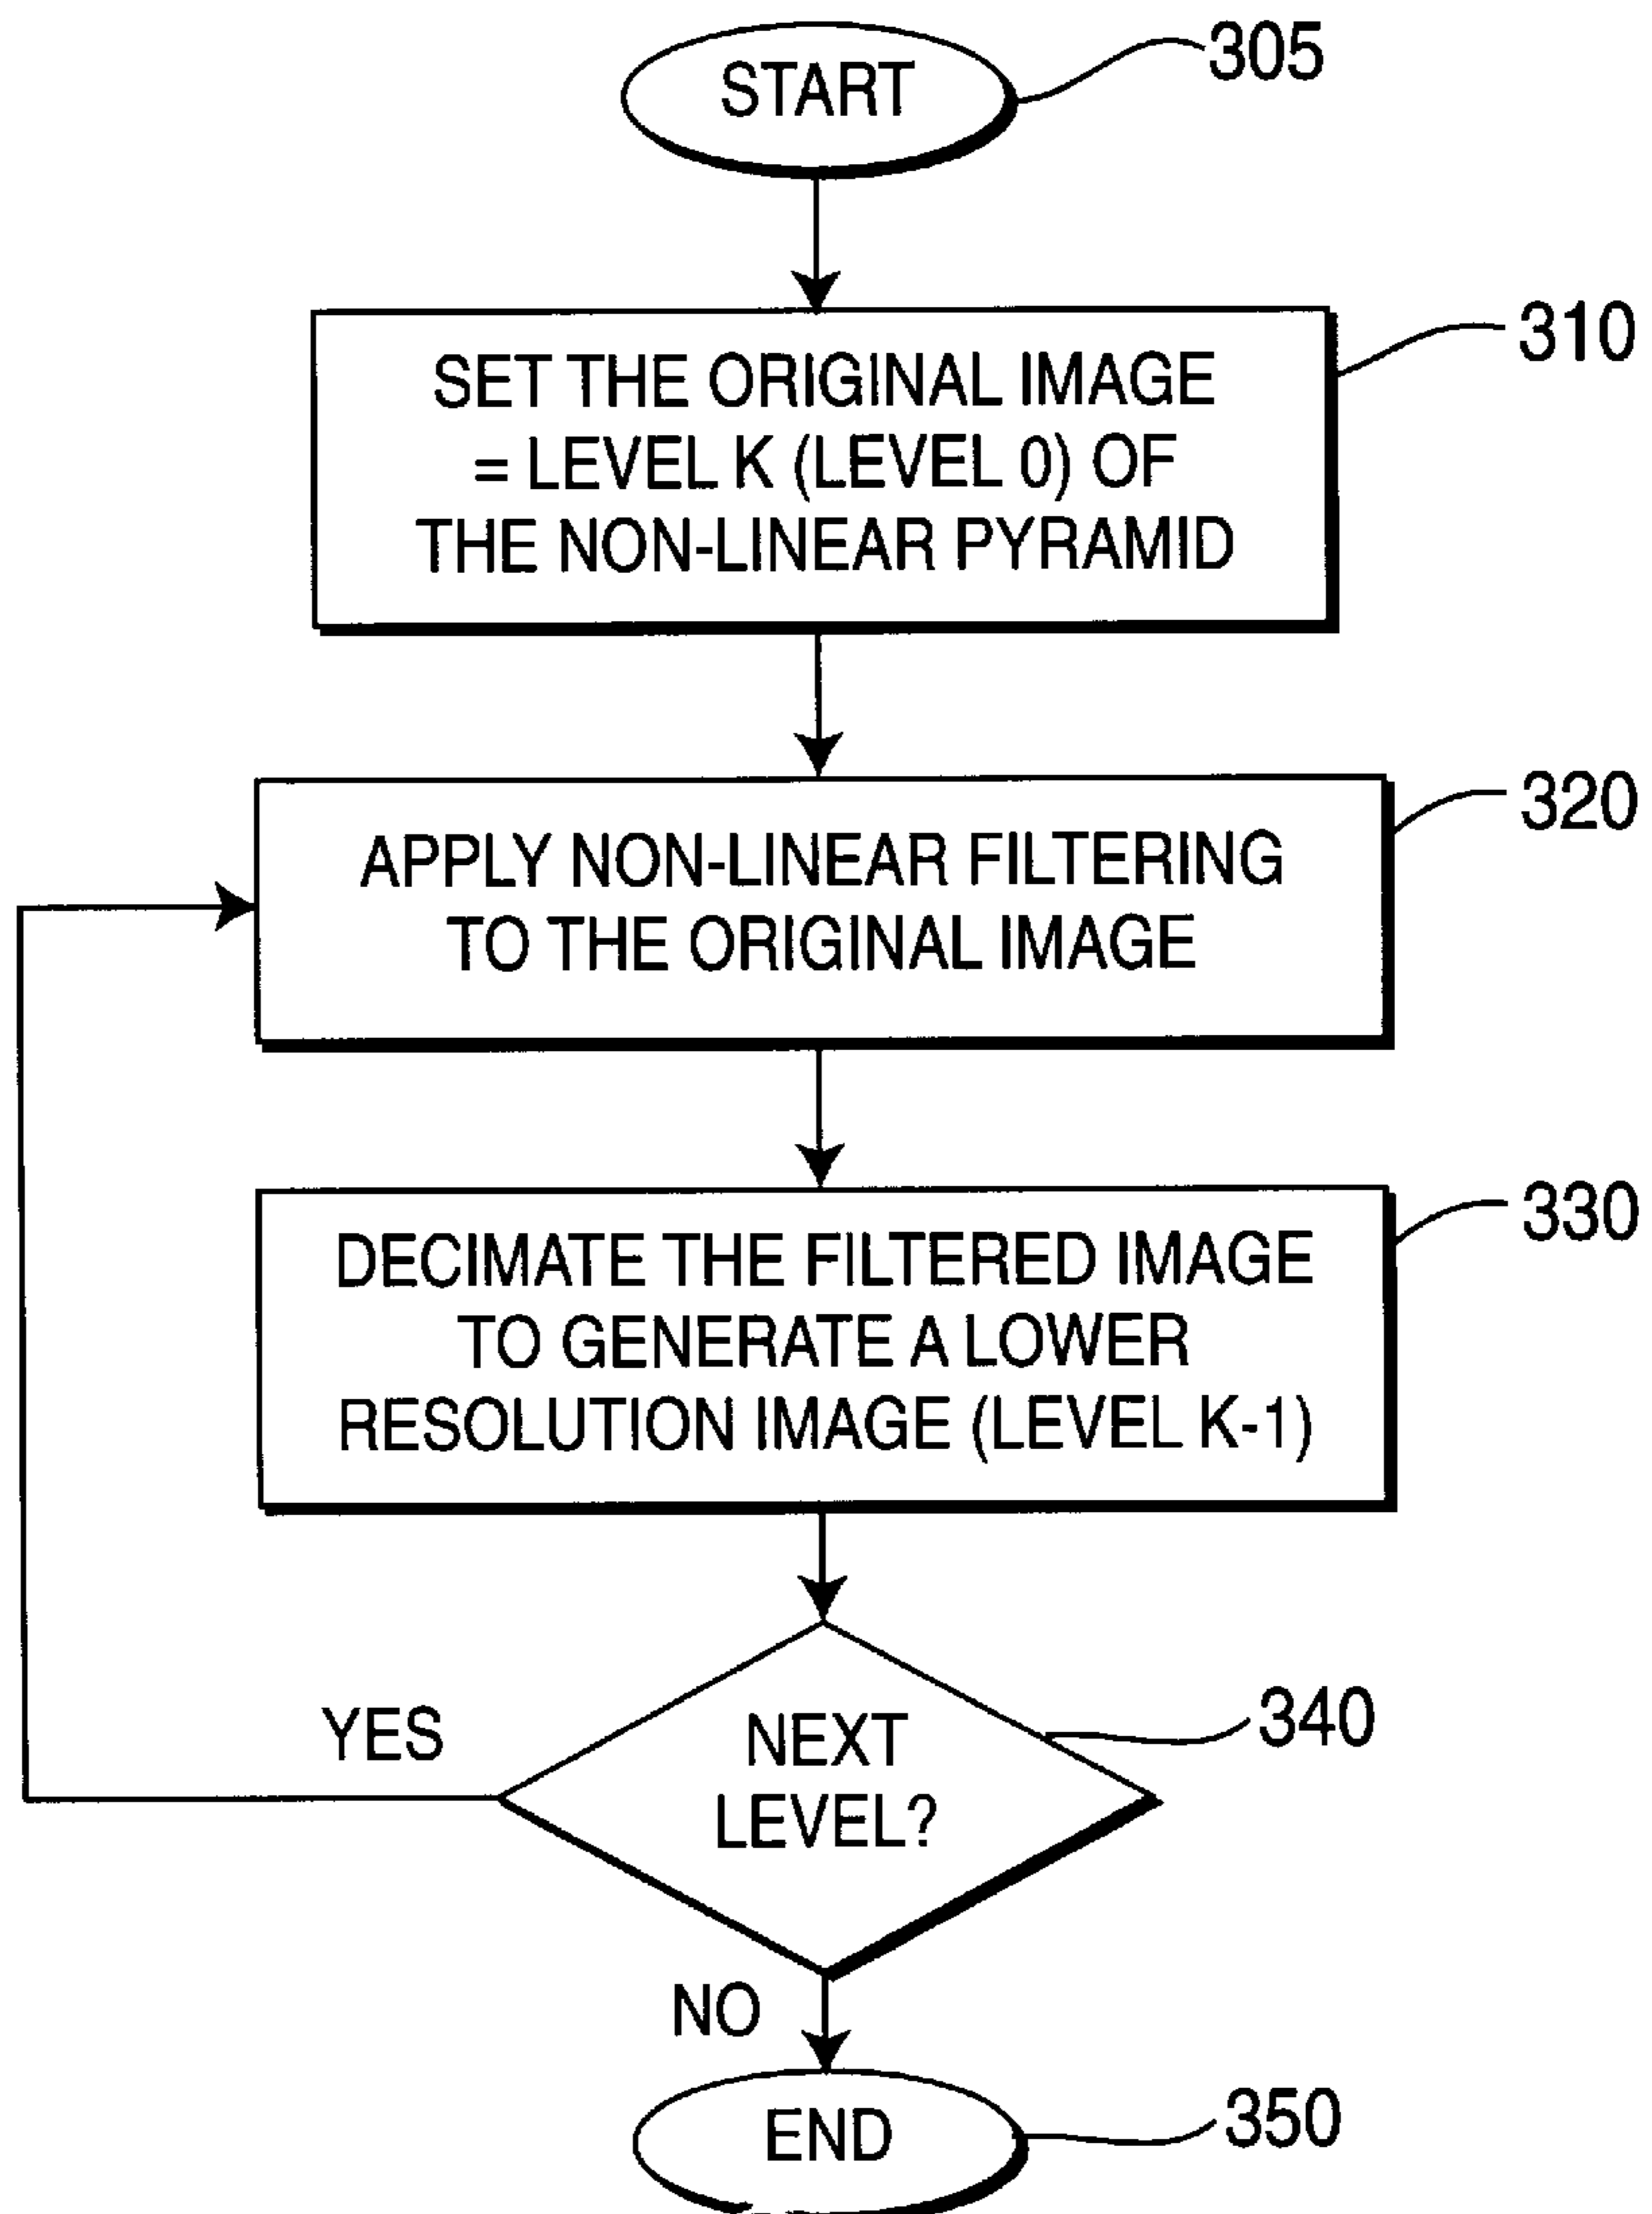 START
305
SET THE ORIGINAL IMAGE
= LEVEL K (LEVEL 0) OF
THE NON-LINEAR PYRAMID
310
APPLY NON-LINEAR FILTERING
TO THE ORIGINAL IMAGE
320
DECIMATE THE FILTERED IMAGE
TO GENERATE A LOWER
RESOLUTION IMAGE (LEVEL K-1)
330
YES
NEXT
LEVEL?
340
NO
END
350